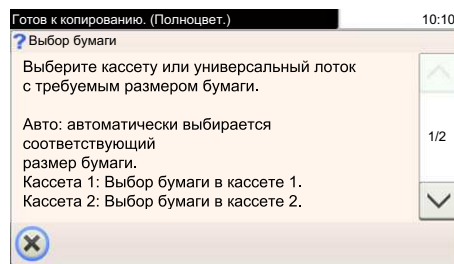 Готов к копированию. (Полноцвет.) 10:10
? Выбор бумаги
Выберите кассету или универсальный лоток
с требуемым размером бумаги.
Авто: автоматически выбирается
соответствующий
размер бумаги.
1/2
Кассета 1: Выбор бумаги в кассете 1.
Кассета 2: Выбор бумаги в кассете 2.